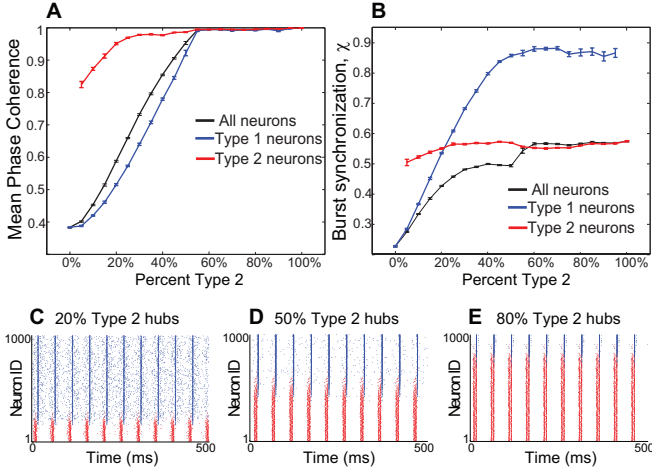 A
Mean Phase Coherence
1
0.9
0.8
0.7
0.6
0.5
0.4
All neurons
Type 1 neurons
Type 2 neurons
0% 20% 40% 60% 80% 100%
Percent Type 2
B
Burst synchronization, χ
0.9
0.8
0.7
0.6
0.5
0.4
0.3
All neurons
Type 1 neurons
Type 2 neurons
0% 20% 40% 60% 80% 100%
Percent Type 2
C 20% Type 2 hubs
1000
Neuron ID
1
0 500
Time (ms)
D 50% Type 2 hubs
1000
Neuron ID
1
0 500
Time (ms)
E 80% Type 2 hubs
1000
Neuron ID
1
0 500
Time (ms)